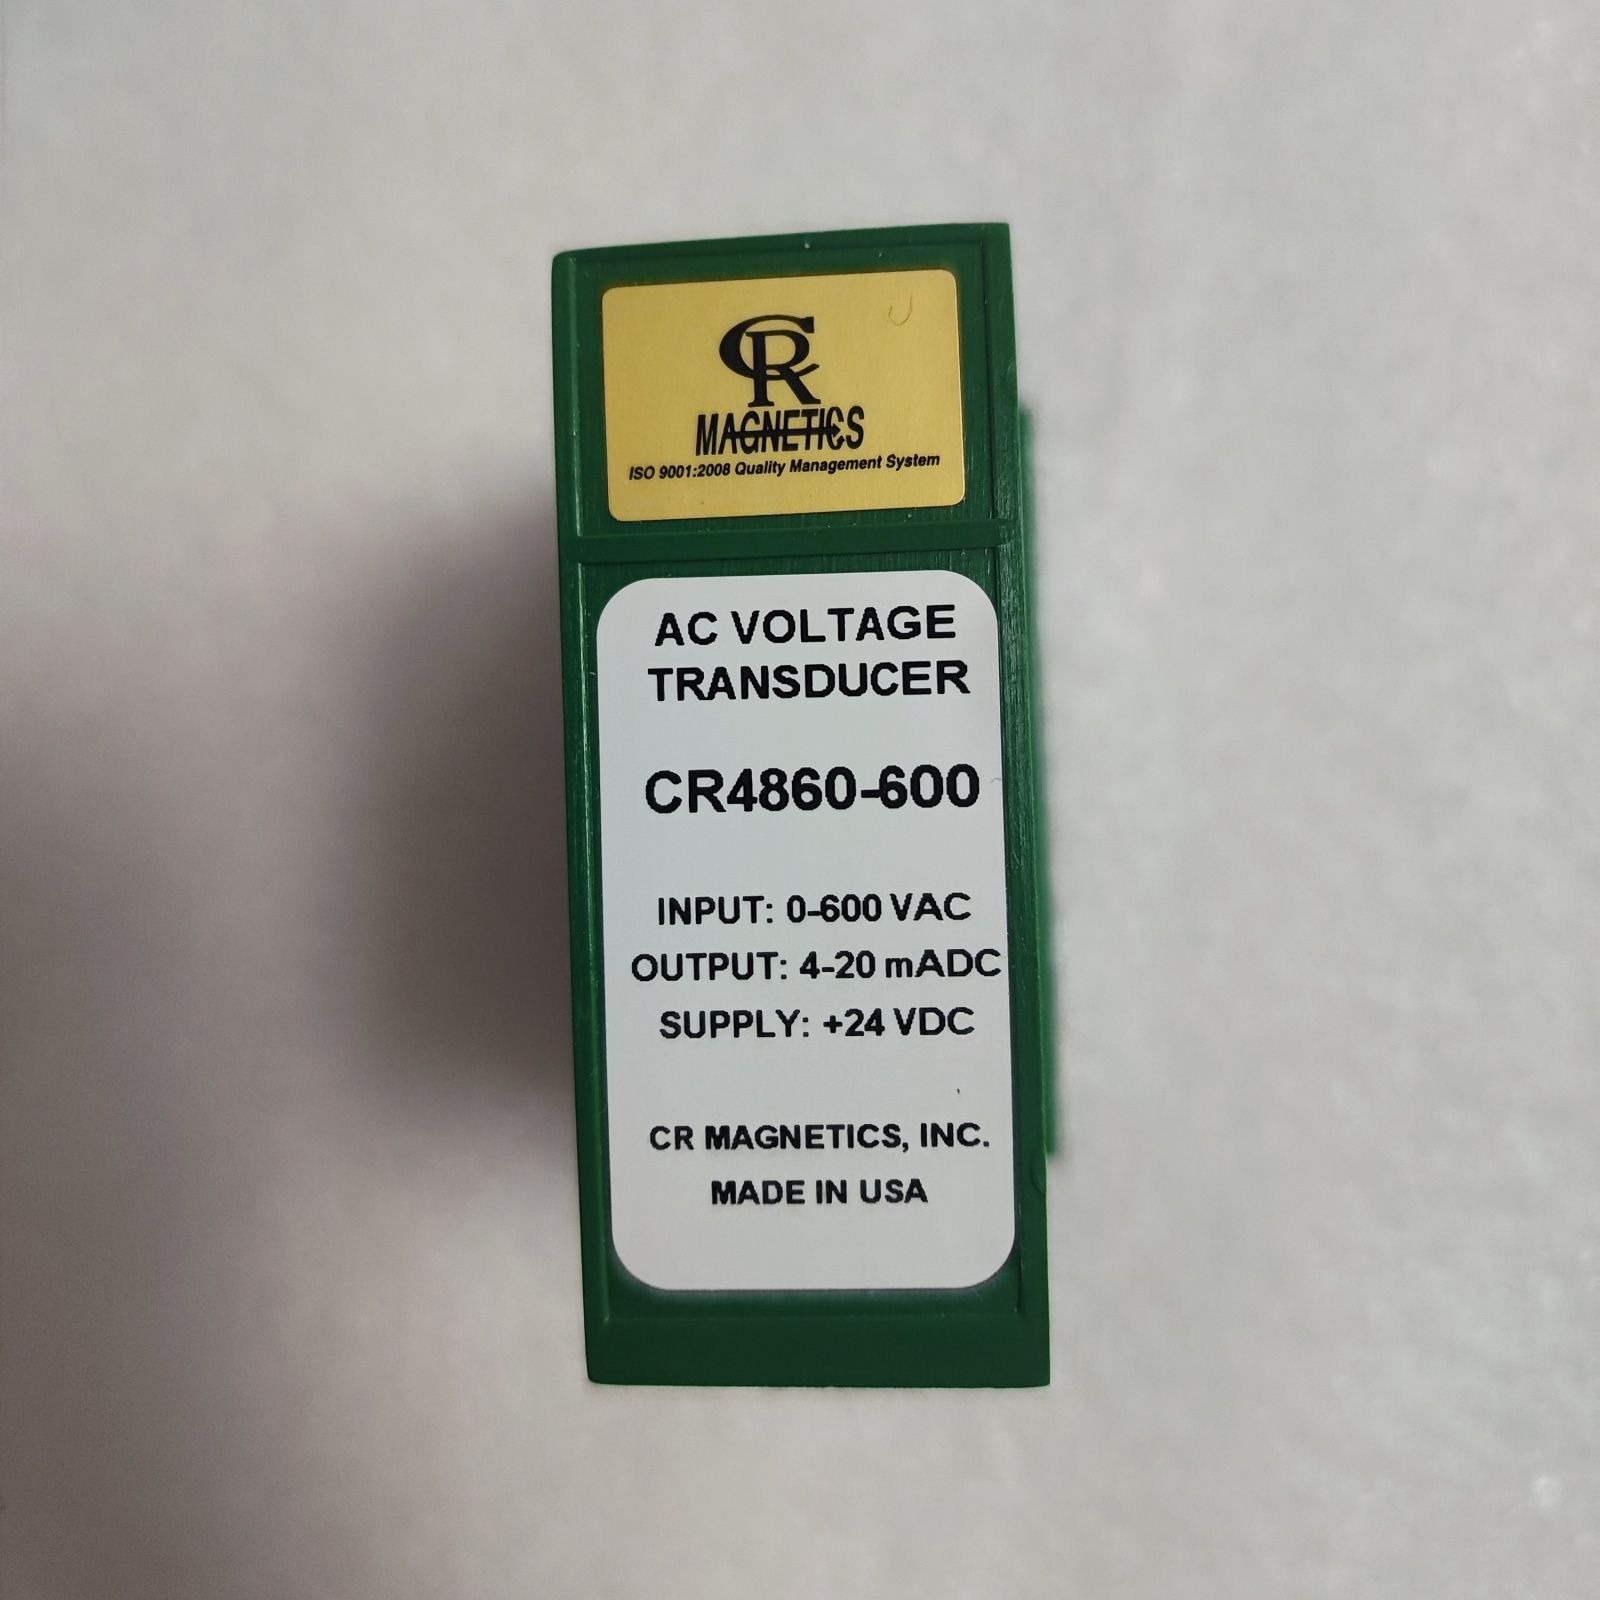 CR
MAGNETICS
ISO 9001:2008 Quality Management System
AC VOLTAGE
TRANSDUCER
CR4860-600
INPUT: 0-600 VAC
OUTPUT: 4-20 mADC
SUPPLY: +24 VDC
CR MAGNETICS, INC.
MADE IN USA